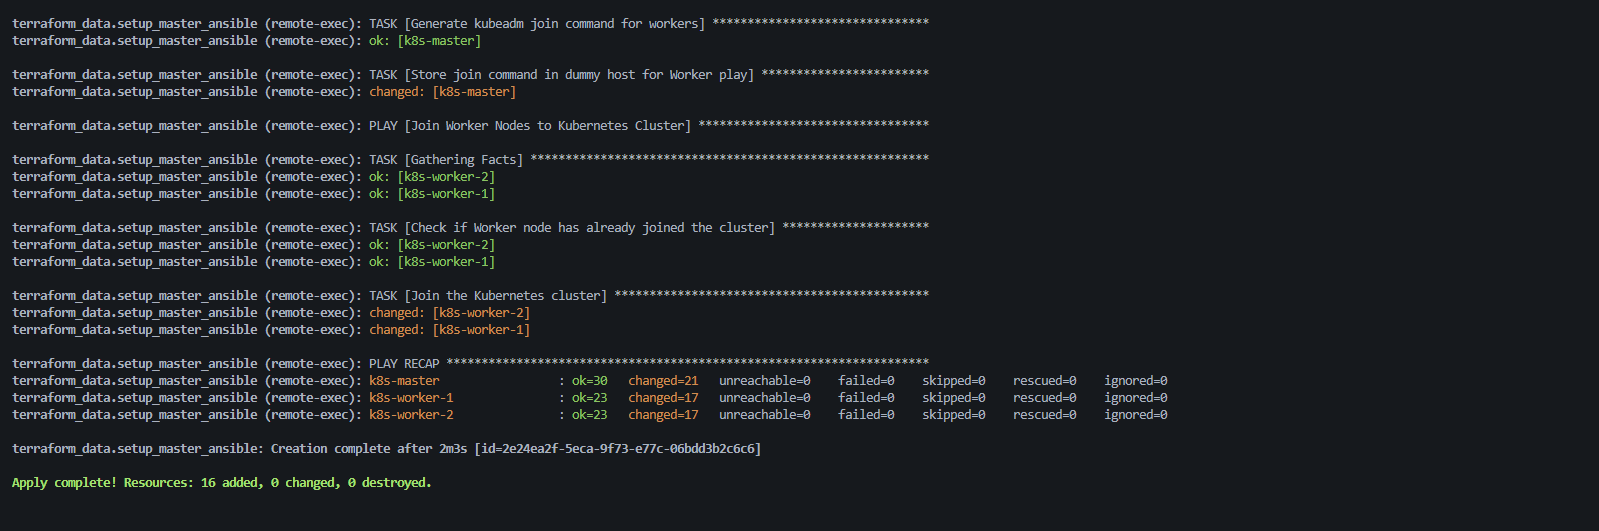 terraform_data.setup_master_ansible (remote-exec): TASK [Generate kubeadm join command for workers] *******************************
terraform_data.setup_master_ansible (remote-exec): ok: [k8s-master]
terraform_data.setup_master_ansible (remote-exec): TASK [Store join command in dummy host for Worker play] ************************
terraform_data.setup_master_ansible (remote-exec): changed: [k8s-master]
terraform_data.setup_master_ansible (remote-exec): PLAY [Join Worker Nodes to Kubernetes Cluster] *********************************
terraform_data.setup_master_ansible (remote-exec): TASK [Gathering Facts] *********************************************************
terraform_data.setup_master_ansible (remote-exec): ok: [k8s-worker-2]
terraform_data.setup_master_ansible (remote-exec): ok: [k8s-worker-1]
terraform_data.setup_master_ansible (remote-exec): TASK [Check if Worker node has already joined the cluster] *********************
terraform_data.setup_master_ansible (remote-exec): ok: [k8s-worker-2]
terraform_data.setup_master_ansible (remote-exec): ok: [k8s-worker-1]
terraform_data.setup_master_ansible (remote-exec): TASK [Join the Kubernetes cluster] *********************************************
terraform_data.setup_master_ansible (remote-exec): changed: [k8s-worker-2]
terraform_data.setup_master_ansible (remote-exec): changed: [k8s-worker-1]
terraform_data.setup_master_ansible (remote-exec): PLAY RECAP *********************************************************************
terraform_data.setup_master_ansible (remote-exec): k8s-master                 : ok=30   changed=21   unreachable=0    failed=0    skipped=0    rescued=0    ignored=0
terraform_data.setup_master_ansible (remote-exec): k8s-worker-1               : ok=23   changed=17   unreachable=0    failed=0    skipped=0    rescued=0    ignored=0
terraform_data.setup_master_ansible (remote-exec): k8s-worker-2               : ok=23   changed=17   unreachable=0    failed=0    skipped=0    rescued=0    ignored=0
terraform_data.setup_master_ansible: Creation complete after 2m3s [id=2e24ea2f-5eca-9f73-e77c-06bdd3b2c6c6]
Apply complete! Resources: 16 added, 0 changed, 0 destroyed.